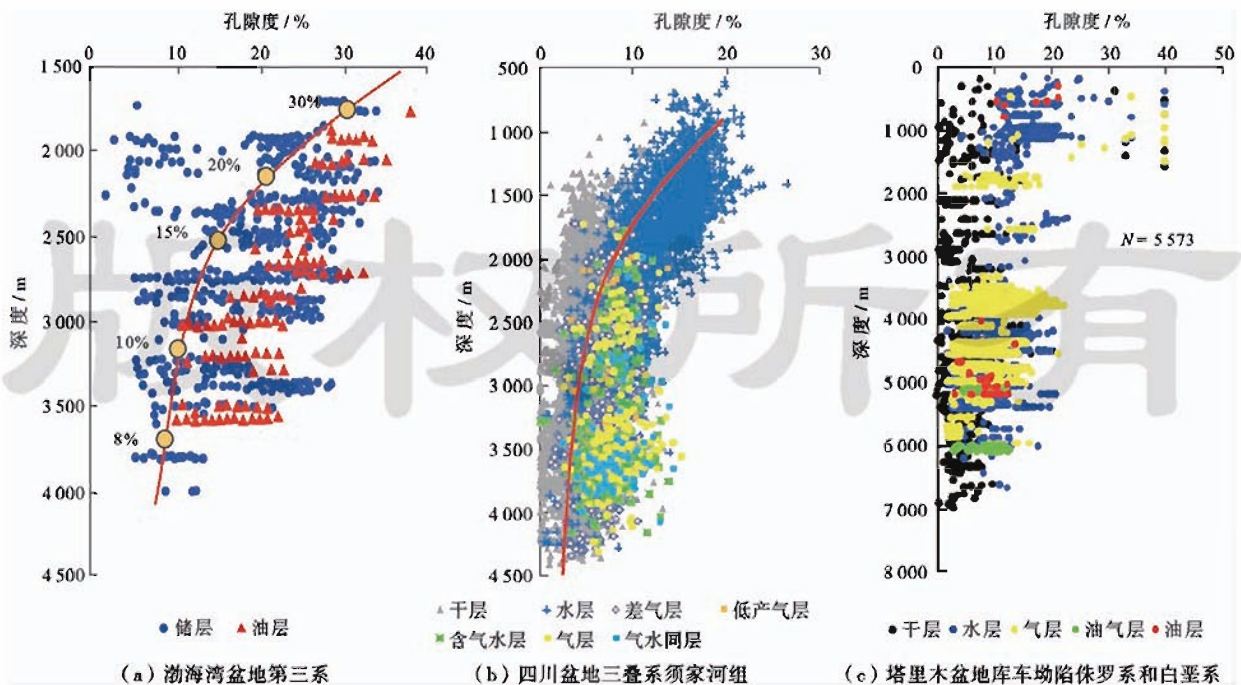 孔隙度 / %
0 10 20 30 40
深度 / m
1 500
2 000
2 500
3 000
3 500
4 000
4 500
30%
20%
15%
10%
8%
储层 油层
(a)渤海湾盆地第三系
孔隙度 / %
0 10 20 30
深度 / m
500
1 000
1 500
2 000
2 500
3 000
3 500
4 000
4 500
干层 水层 差气层 低产气层
含气水层 气层 气水同层
(b)四川盆地三叠系须家河组
孔隙度 / %
0 10 20 30 40 50
深度 / m
0
1 000
2 000
3 000
4 000
5 000
6 000
7 000
8 000
N = 5 573
干层 水层 气层 油气层 油层
(c)塔里木盆地库车坳陷侏罗系和白垩系
版权所有